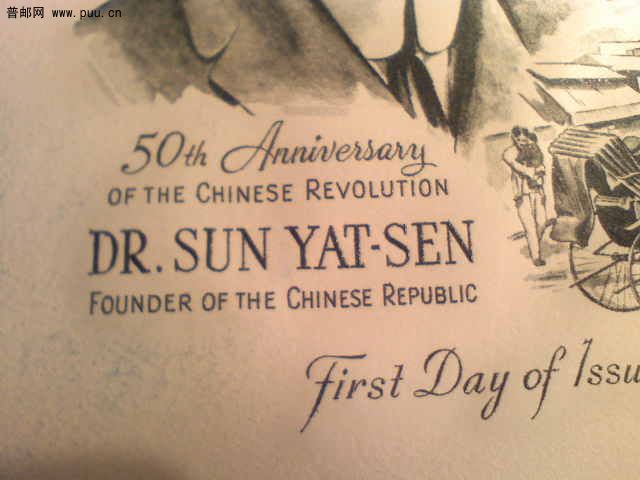 普邮网 www.puu.cn
50th Anniversary
OF THE CHINESE REVOLUTION
DR. SUN YAT-SEN
FOUNDER OF THE CHINESE REPUBLIC
First Day of Issu